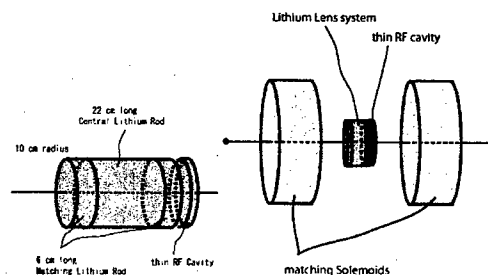 Lithium Lens system
thin RF cavity
22 cm long
Central Lithium Rod
10 cm radius
6 cm long
Matching Lithium Rod
thin RF Cavity
matching Solemoids